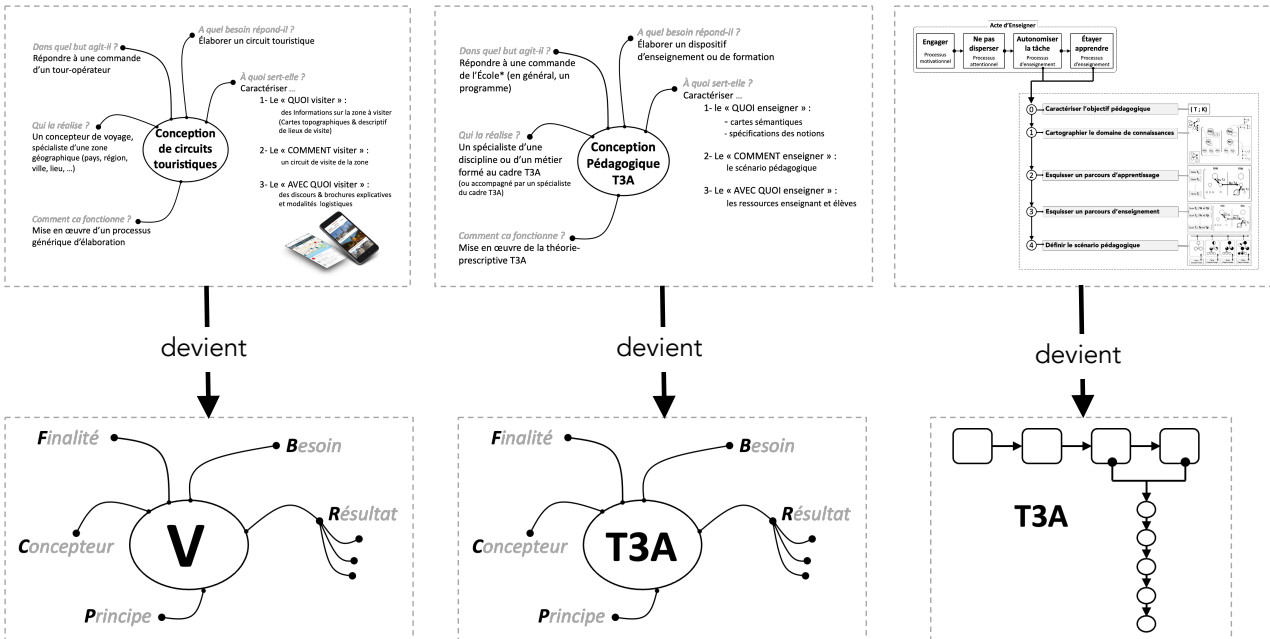 A quel besoin répond-il ?
Élaborer un circuit touristique
Dans quel but agit-il ?
Répondre à une commande
d'un tour-opérateur
À quoi sert-elle ?
Caractériser ...
1- Le « QUOI visiter » :
des Informations sur la zone à visiter
(Cartes topographiques & descriptif
de lieux de visite)
Qui la réalise ?
Un concepteur de voyage,
spécialiste d'une zone
géographique (pays, région,
ville, lieu, ...)
Conception
de circuits
touristiques
2- Le « COMMENT visiter » :
un circuit de visite de la zone
3- Le « AVEC QUOI visiter » :
des discours & brochures explicatives
et modalités logistiques
Comment ca fonctionne ?
Mise en œuvre d'un processus
générique d'élaboration
A quel besoin répond-il ?
Élaborer un dispositif
d'enseignement ou de formation
Dans quel but agit-il ?
Répondre à une commande
de l'École* (en général, un
programme)
À quoi sert-elle ?
Caractériser ...
1- le « QUOI enseigner » :
- cartes sémantiques
- spécifications des notions
Qui la réalise ?
Un spécialiste d'une
discipline ou d'un métier
formé au cadre T3A
(ou accompagné par un spécialiste
du cadre T3A)
Conception
Pédagogique
T3A
2- Le « COMMENT enseigner » :
le scénario pédagogique
3- Le « AVEC QUOI enseigner » :
les ressources enseignant et élèves
Comment ca fonctionne ?
Mise en œuvre de la théorie-
prescriptive T3A
Acte d'Enseigner
Engager
Processus
motivationnel
Ne pas
disperser
Processus
attentionnel
Autonomiser
la tâche
Processus
d'enseignement
Étayer
apprendre
Processus
d'enseignement
0 Caractériser l'objectif pédagogique { T ; K}
1 Cartographier le domaine de connaissances
2 Esquisser un parcours d'apprentissage
3 Esquisser un parcours d'enseignement
4 Définir le scénario pédagogique
devient
devient
devient
Finalité
Besoin
Concepteur
V
Résultat
Principe
Finalité
Besoin
Concepteur
T3A
Résultat
Principe
T3A